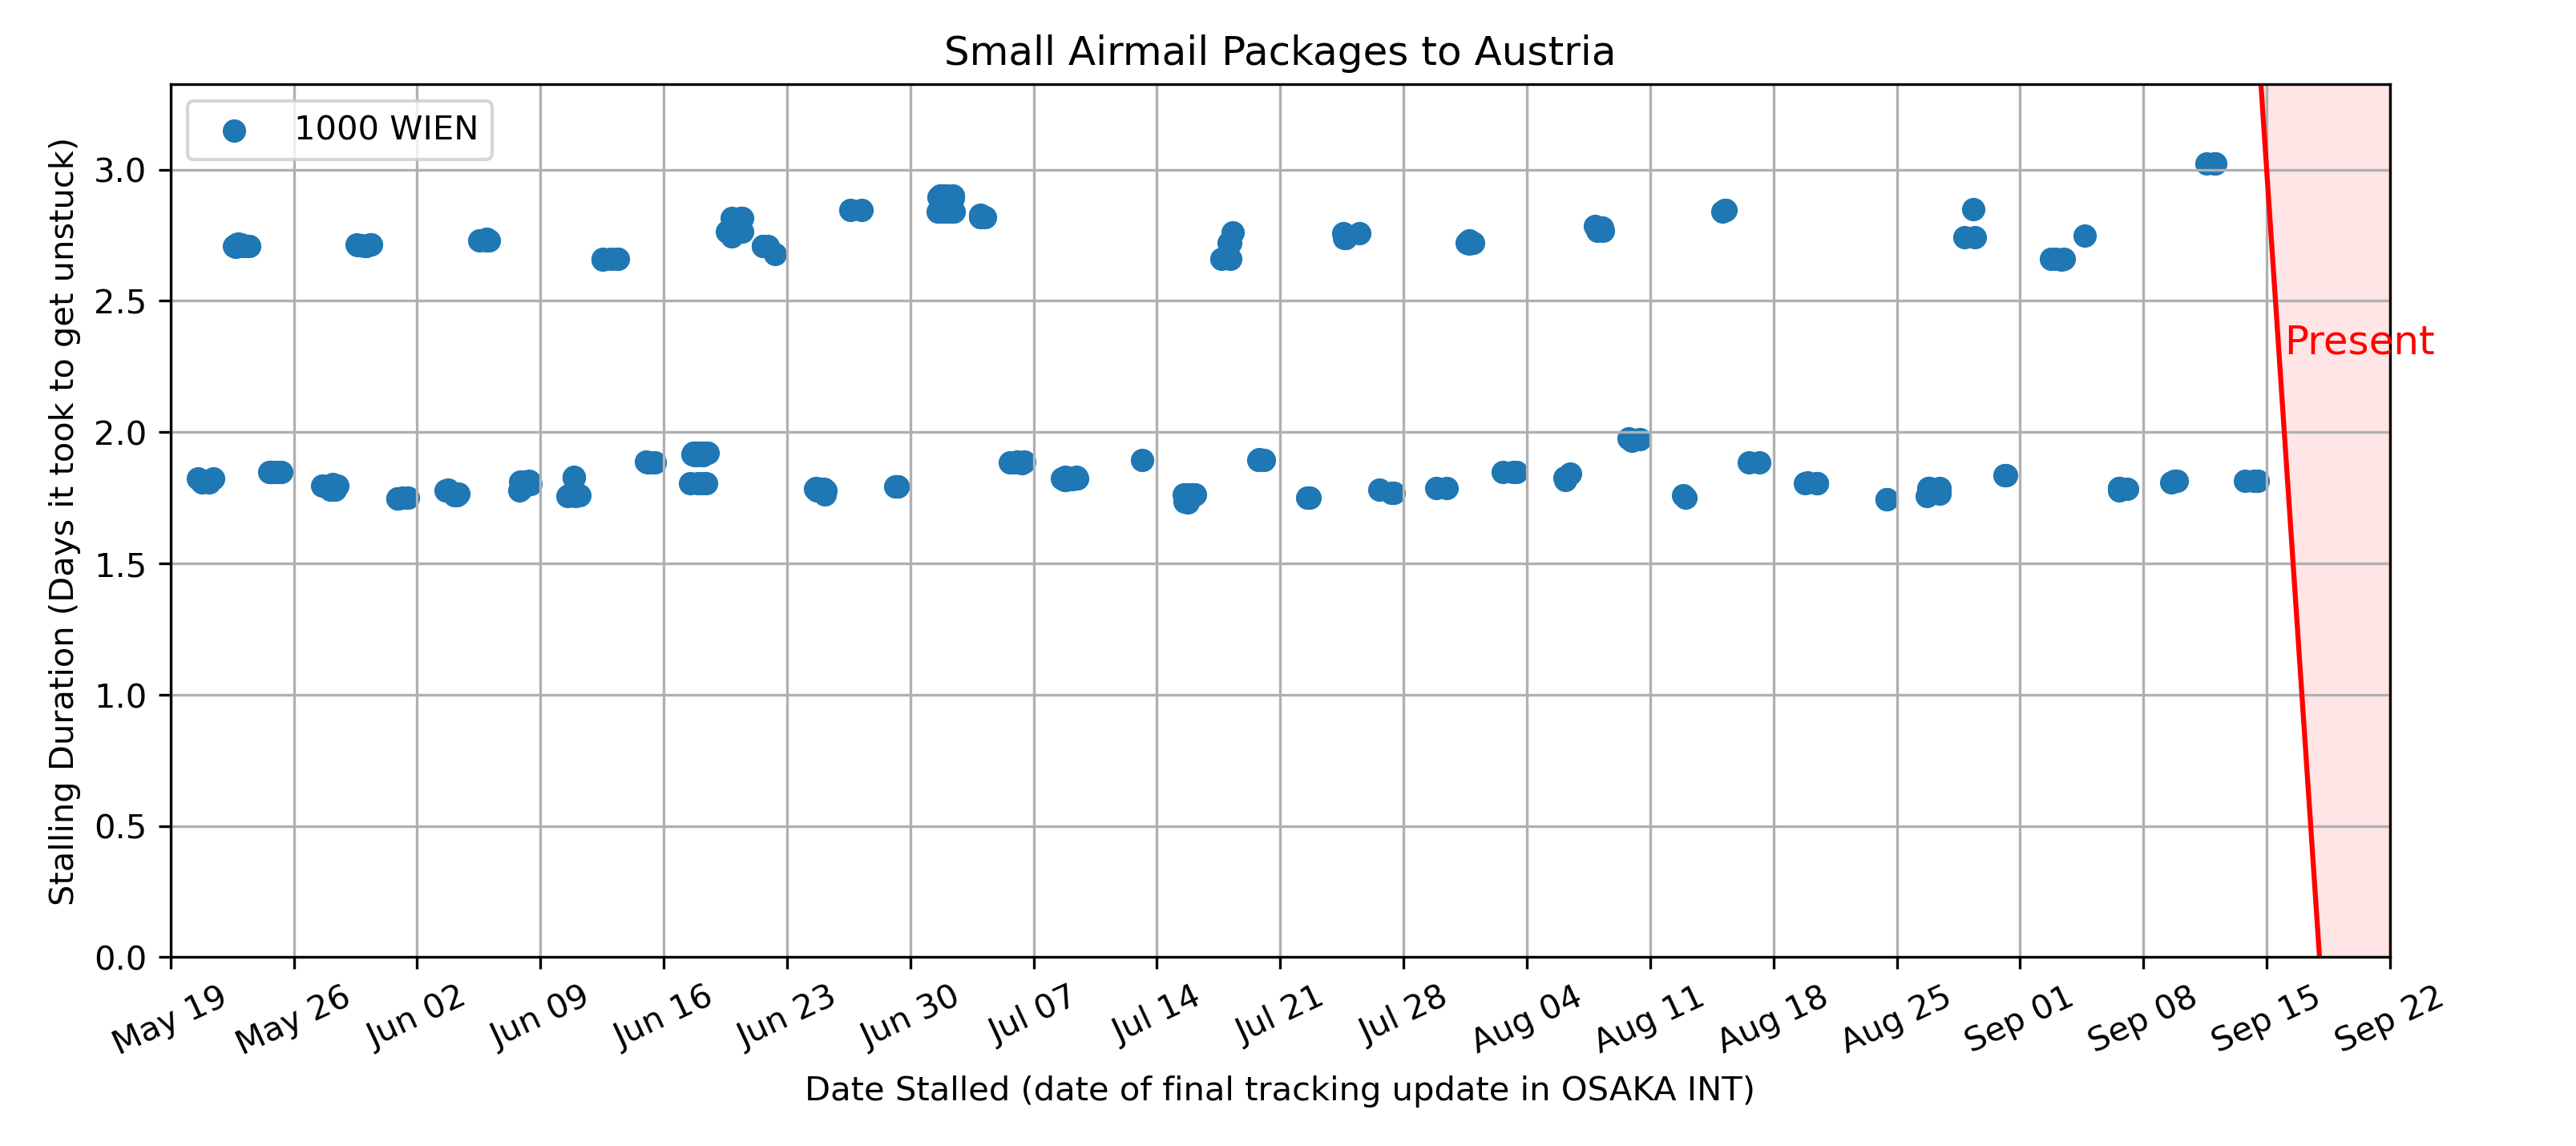 Small Airmail Packages to Austria
1000 WIEN
Stalling Duration (Days it took to get unstuck)
3.0
2.5
2.0
1.5
1.0
0.5
0.0
Present
May 19
May 26
Jun 02
Jun 09
Jun 16
Jun 23
Jun 30
Jul 07
Jul 14
Jul 21
Jul 28
Aug 04
Aug 11
Aug 18
Aug 25
Sep 01
Sep 08
Sep 15
Sep 22
Date Stalled (date of final tracking update in OSAKA INT)